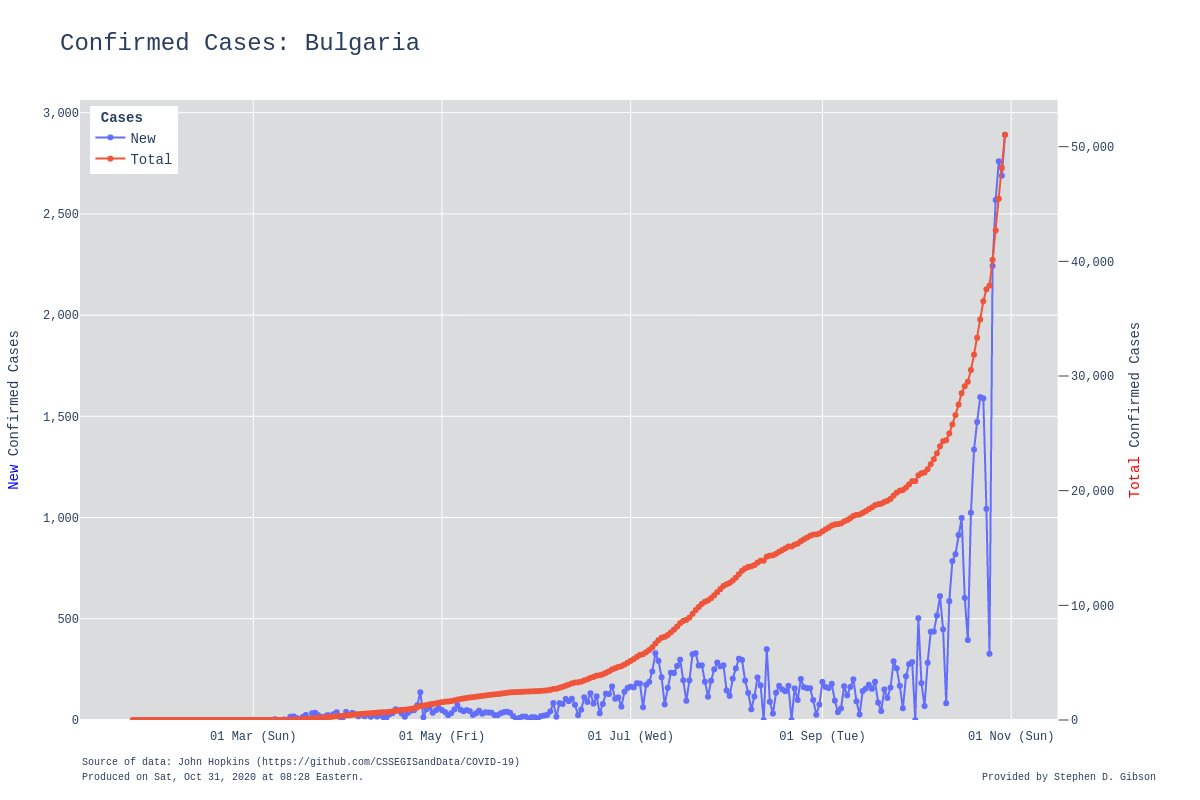 Confirmed Cases: Bulgaria
Cases
New
Total
3,000
2,500
2,000
1,500
1,000
500
0
New Confirmed Cases
50,000
40,000
30,000
20,000
10,000
0
Total Confirmed Cases
01 Mar (Sun)
01 May (Fri)
01 Jul (Wed)
01 Sep (Tue)
01 Nov (Sun)
Source of data: John Hopkins (https://github.com/CSSEGISandData/COVID-19)
Produced on Sat, Oct 31, 2020 at 08:28 Eastern.
Provided by Stephen D. Gibson